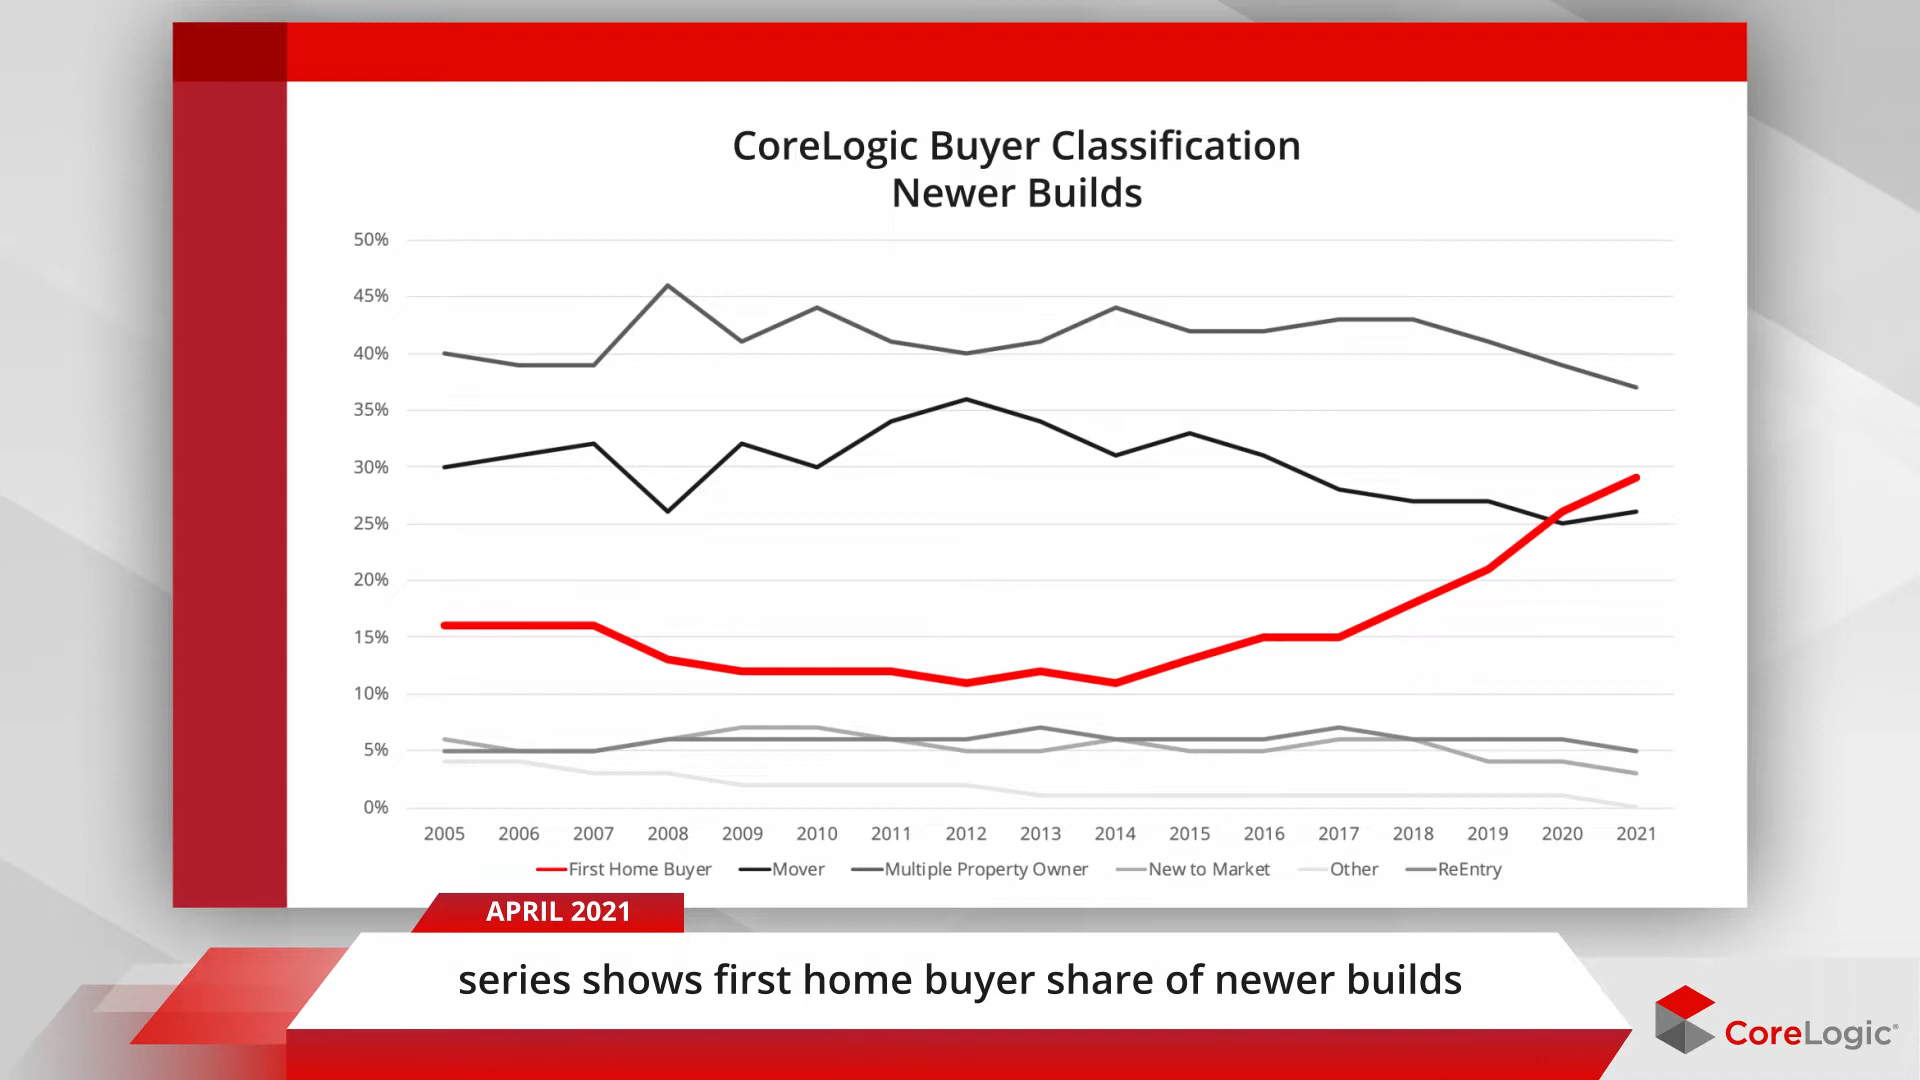 CoreLogic Buyer Classification
Newer Builds
50%
45%
40%
35%
30%
25%
20%
15%
10%
5%
0%
2005 2006 2007 2008 2009 2010 2011 2012 2013 2014 2015 2016 2017 2018 2019 2020 2021
First Home Buyer Mover Multiple Property Owner New to Market Other ReEntry
APRIL 2021
series shows first home buyer share of newer builds
CoreLogic®